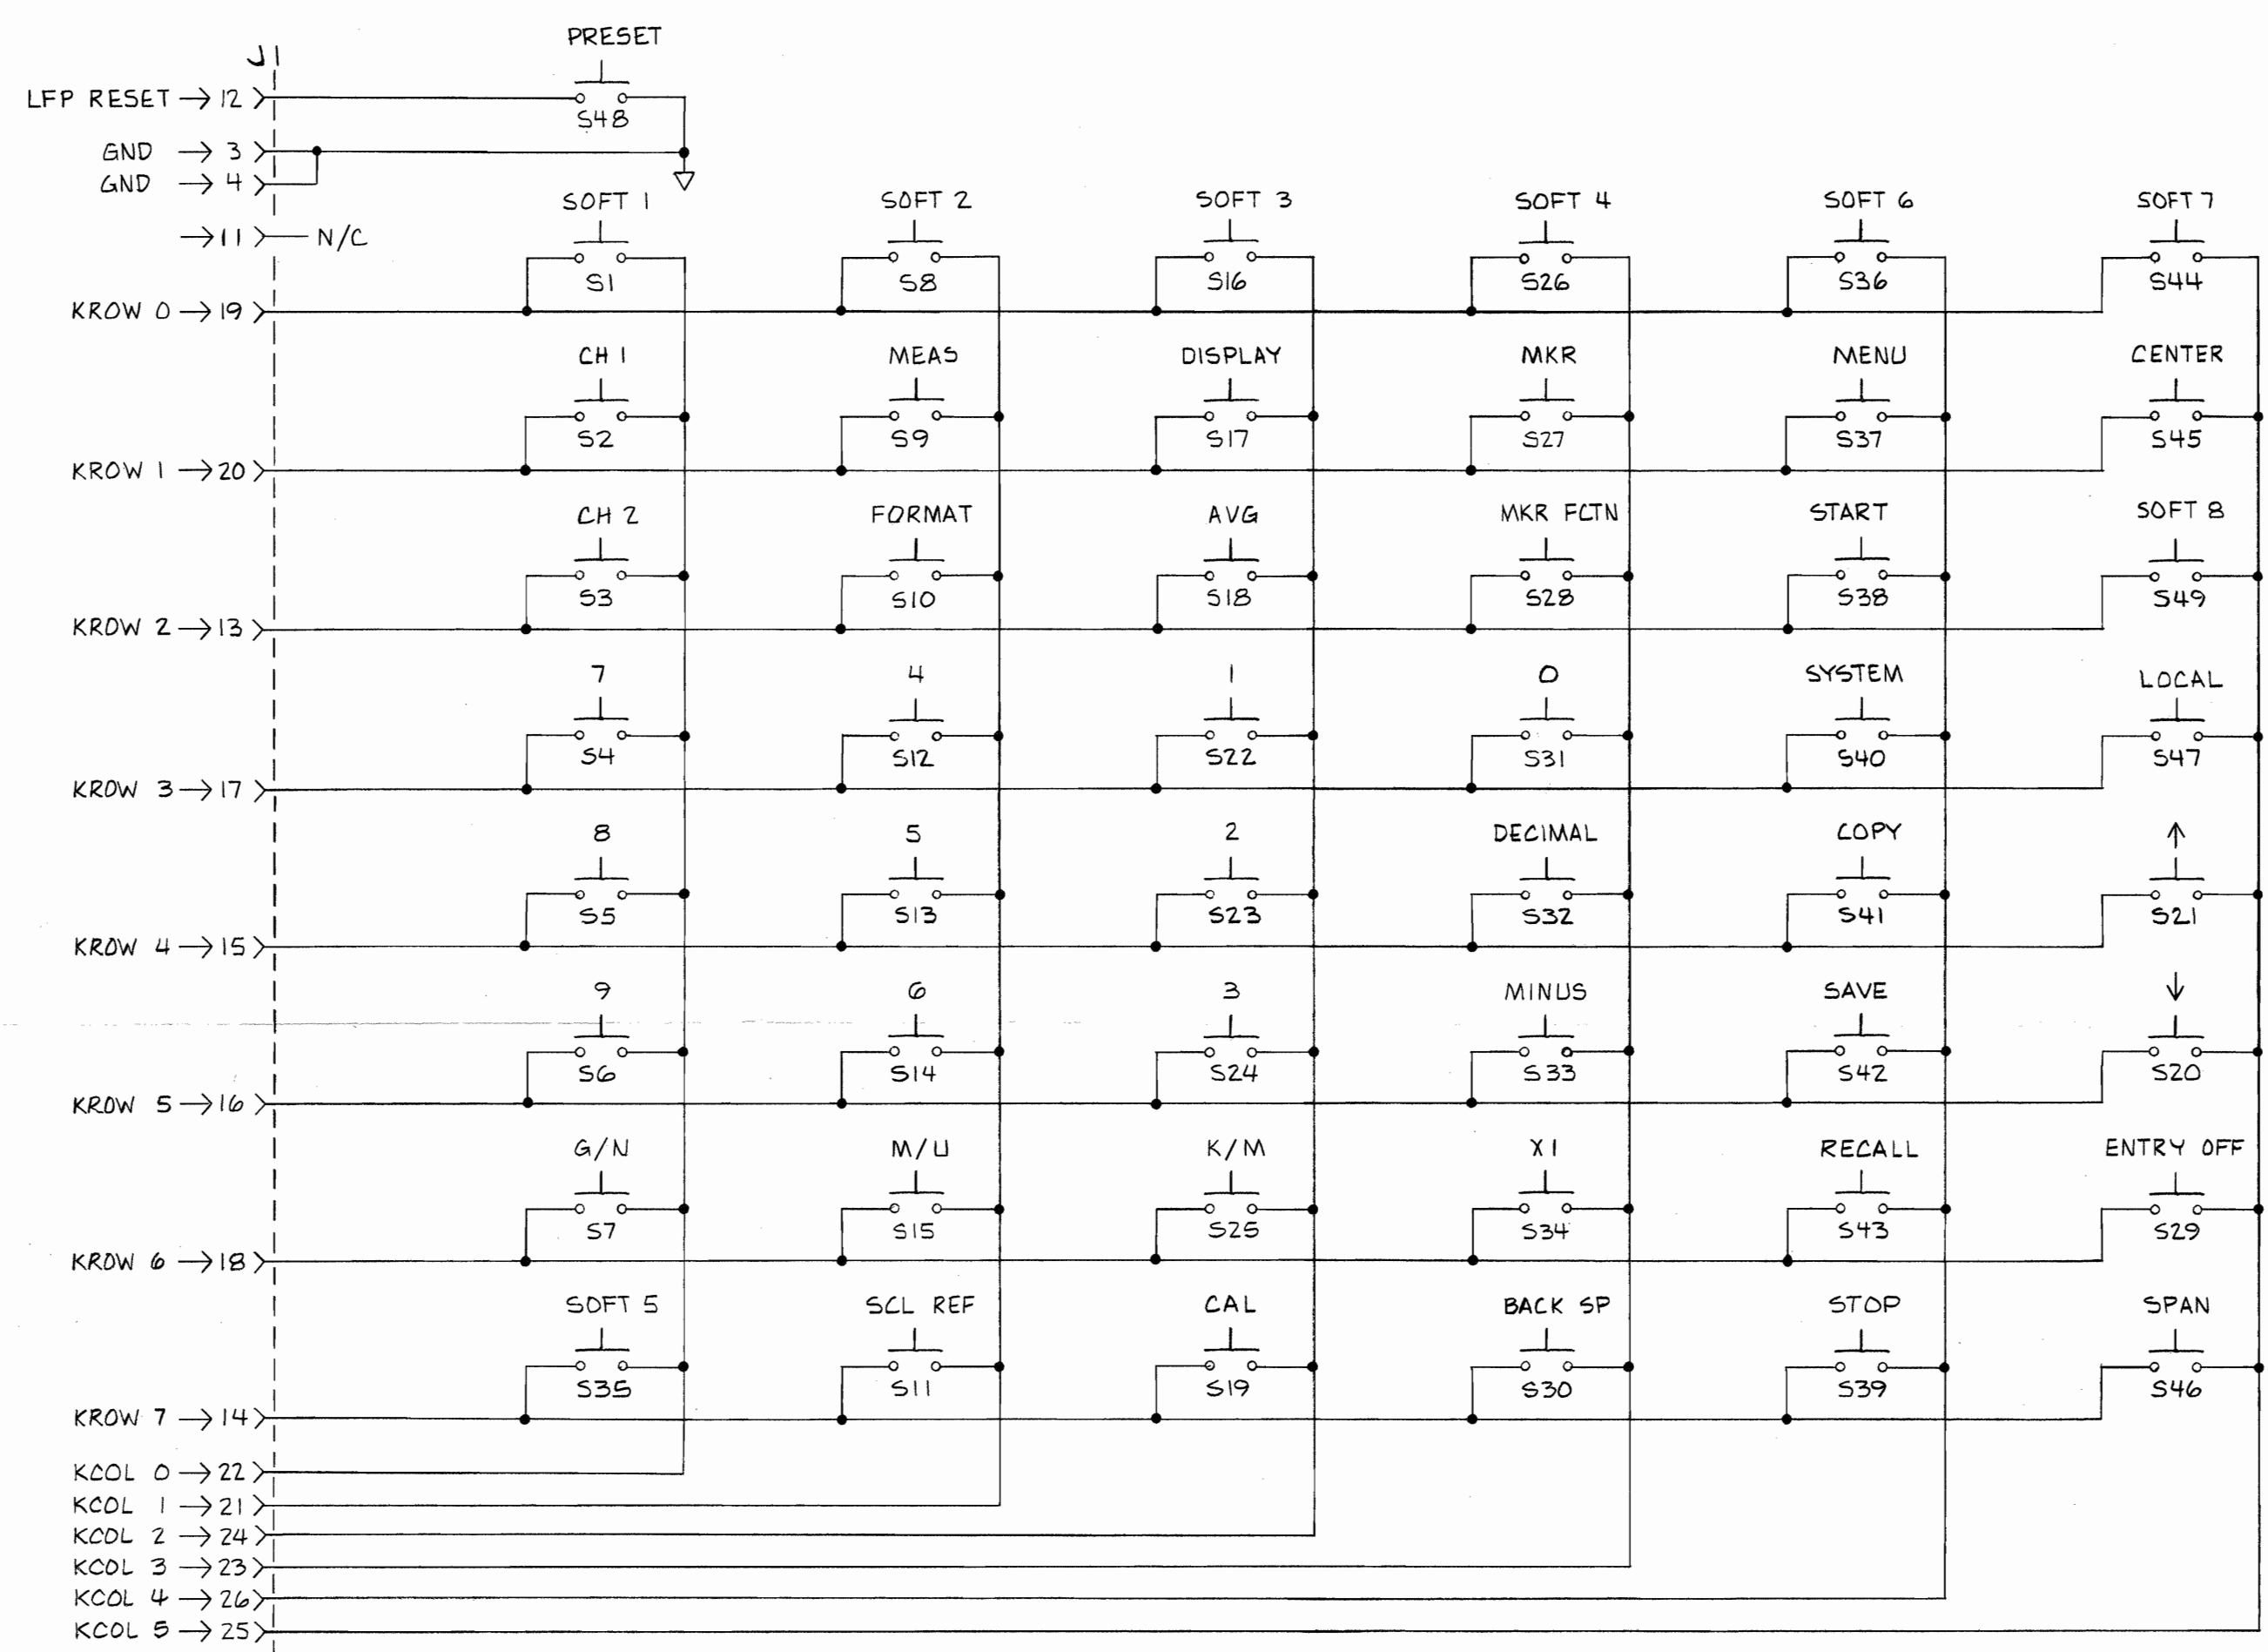 PRESET
J1
LFP RESET → 12
S48
GND → 3
GND → 4
SOFT 1 SOFT 2 SOFT 3 SOFT 4 SOFT 6 SOFT 7
→ 11 N/C
S1 S8 S16 S26 S36 S44
KROW 0 → 19
CH 1 MEAS DISPLAY MKR MENU CENTER
S2 S9 S17 S27 S37 S45
KROW 1 → 20
CH 2 FORMAT AVG MKR FCTN START SOFT 8
S3 S10 S18 S28 S38 S49
KROW 2 → 13
7 4 1 0 SYSTEM LOCAL
S4 S12 S22 S31 S40 S47
KROW 3 → 17
8 5 2 DECIMAL COPY ↑
S5 S13 S23 S32 S41 S21
KROW 4 → 15
9 6 3 MINUS SAVE ↓
S6 S14 S24 S33 S42 S20
KROW 5 → 16
G/N M/U K/M X1 RECALL ENTRY OFF
S7 S15 S25 S34 S43 S29
KROW 6 → 18
SOFT 5 SCL REF CAL BACK SP STOP SPAN
S35 S11 S19 S30 S39 S46
KROW 7 → 14
KCOL 0 → 22
KCOL 1 → 21
KCOL 2 → 24
KCOL 3 → 23
KCOL 4 → 26
KCOL 5 → 25